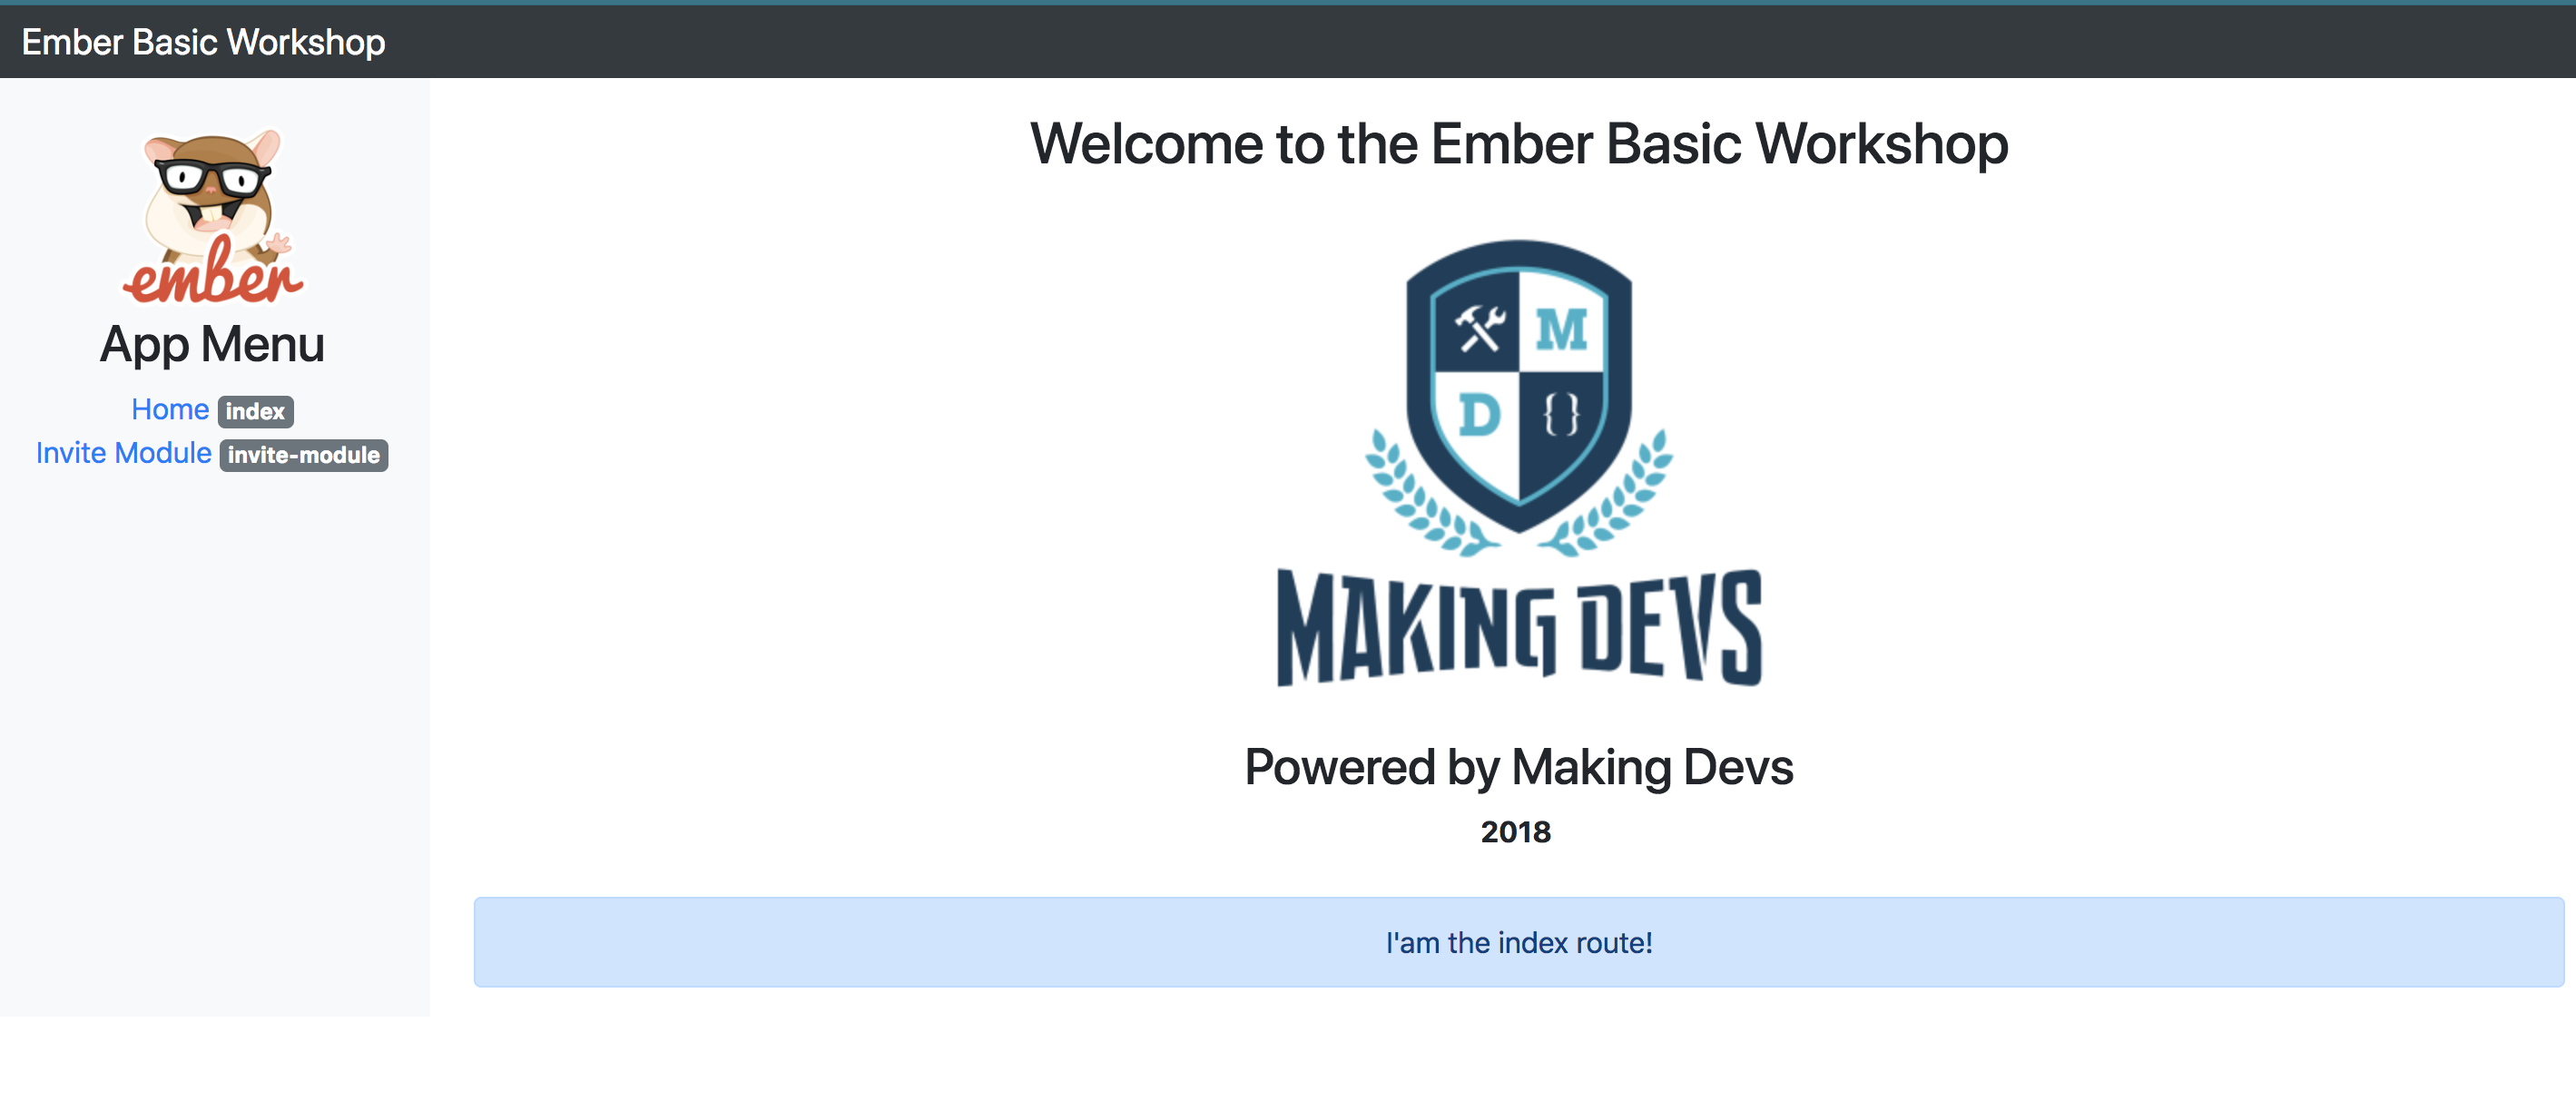 Ember Basic Workshop
ember
App Menu
Home index
Invite Module invite-module
Welcome to the Ember Basic Workshop
M
D {}
MAKING DEVS
Powered by Making Devs
2018
I'am the index route!